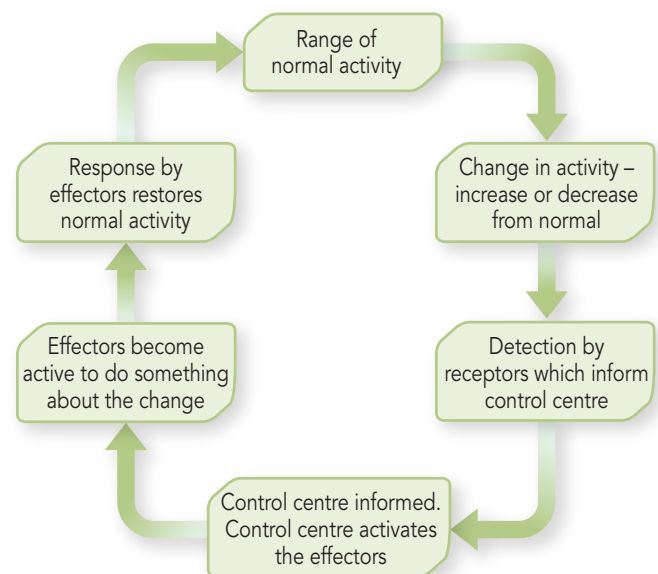 Range of
normal activity
Change in activity –
increase or decrease
from normal
Detection by
receptors which inform
control centre
Control centre informed.
Control centre activates
the effectors
Effectors become
active to do something
about the change
Response by
effectors restores
normal activity